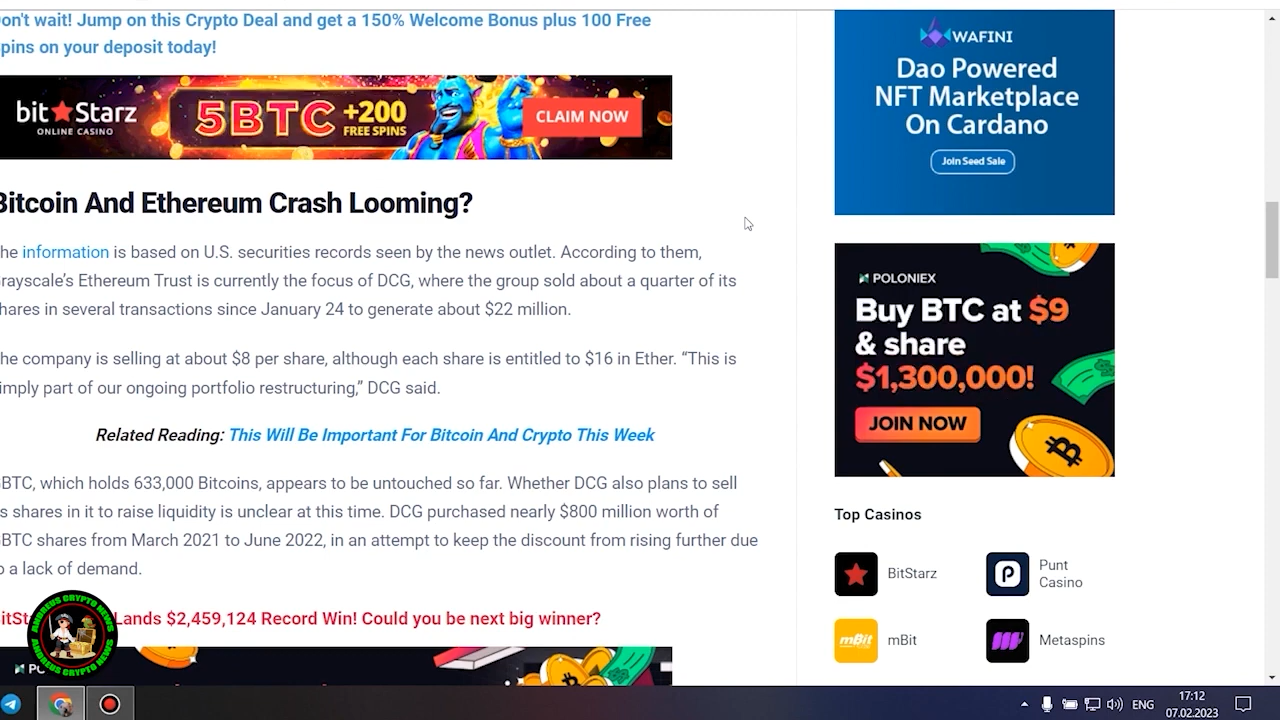 on't wait! Jump on this Crypto Deal and get a 150% Welcome Bonus plus 100 Free
pins on your deposit today!
bit★Starz
ONLINE CASINO
5BTC +200
FREE SPINS
CLAIM NOW
Bitcoin And Ethereum Crash Looming?
he information is based on U.S. securities records seen by the news outlet. According to them,
rayscale's Ethereum Trust is currently the focus of DCG, where the group sold about a quarter of its
hares in several transactions since January 24 to generate about $22 million.
he company is selling at about $8 per share, although each share is entitled to $16 in Ether. “This is
imply part of our ongoing portfolio restructuring,” DCG said.
Related Reading: This Will Be Important For Bitcoin And Crypto This Week
BTC, which holds 633,000 Bitcoins, appears to be untouched so far. Whether DCG also plans to sell
s shares in it to raise liquidity is unclear at this time. DCG purchased nearly $800 million worth of
BTC shares from March 2021 to June 2022, in an attempt to keep the discount from rising further due
o a lack of demand.
itSt Lands $2,459,124 Record Win! Could you be next big winner?
ANDREUS CRYPTO NEWS
ANDREUS CRYPTO NEWS
WAFINI
Dao Powered
NFT Marketplace
On Cardano
Join Seed Sale
POLONIEX
Buy BTC at $9
& share
$1,300,000!
JOIN NOW
Top Casinos
BitStarz
Punt
Casino
mBit
mBit
Metaspins
ENG
17:12
07.02.2023